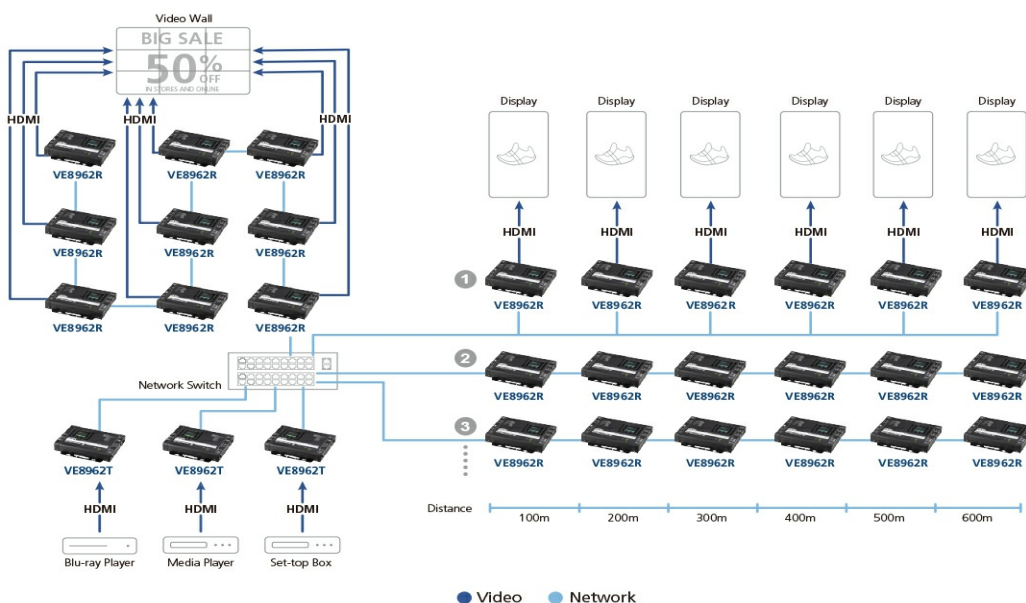 Video Wall
BIG SALE
50%
OFF
IN STORES AND ONLINE
HDMI
HDMI
HDMI
VE8962R
VE8962R
VE8962R
VE8962R
VE8962R
VE8962R
VE8962R
VE8962R
VE8962R
Network Switch
VE8962T
VE8962T
VE8962T
HDMI
HDMI
HDMI
Blu-ray Player
Media Player
Set-top Box
Display
Display
Display
Display
Display
Display
HDMI
HDMI
HDMI
HDMI
HDMI
HDMI
1
VE8962R
VE8962R
VE8962R
VE8962R
VE8962R
VE8962R
2
VE8962R
VE8962R
VE8962R
VE8962R
VE8962R
VE8962R
3
VE8962R
VE8962R
VE8962R
VE8962R
VE8962R
VE8962R
Distance
100m
200m
300m
400m
500m
600m
Video
Network